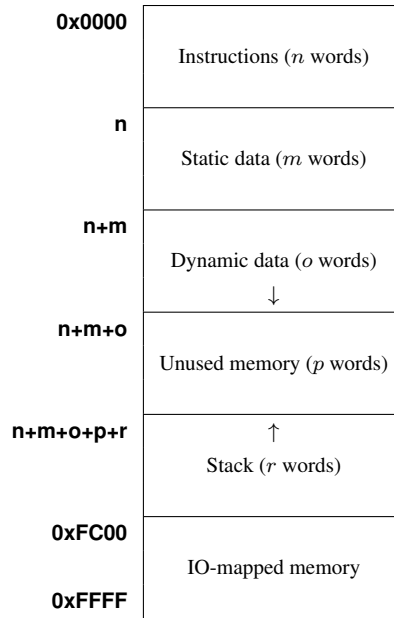 0x0000
Instructions (n words)
n
Static data (m words)
n+m
Dynamic data (o words)
↓
n+m+o
Unused memory (p words)
n+m+o+p+r
↑
Stack (r words)
0xFC00
IO-mapped memory
0xFFFF